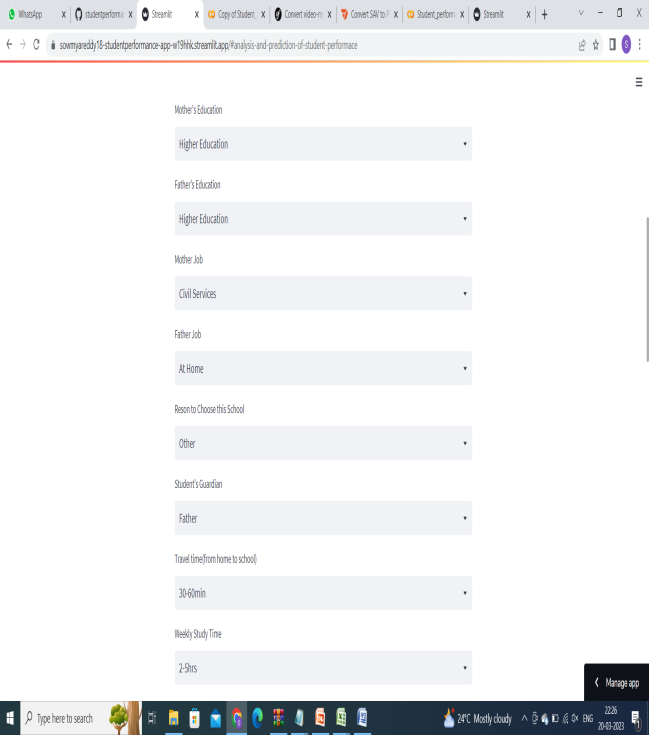 WhatsApp
studentperforma
Streamlit
Copy of Student_
Convert video-m
Convert SAV to F
Student_perform
Streamlit
sowmyareddy18-studentperformance-app-w19hhk.streamlit.app/#analysis-and-prediction-of-student-performace
S
Mother's Education
Higher Education
Father's Education
Higher Education
Mother Job
Civil Services
Father Job
At Home
Reson to Choose this School
Other
Student's Guardian
Father
Travel time(from home to school)
30-60min
Weekly Study Time
2-5hrs
Manage app
Type here to search
24°C Mostly cloudy
ENG
22:26
20-03-2023